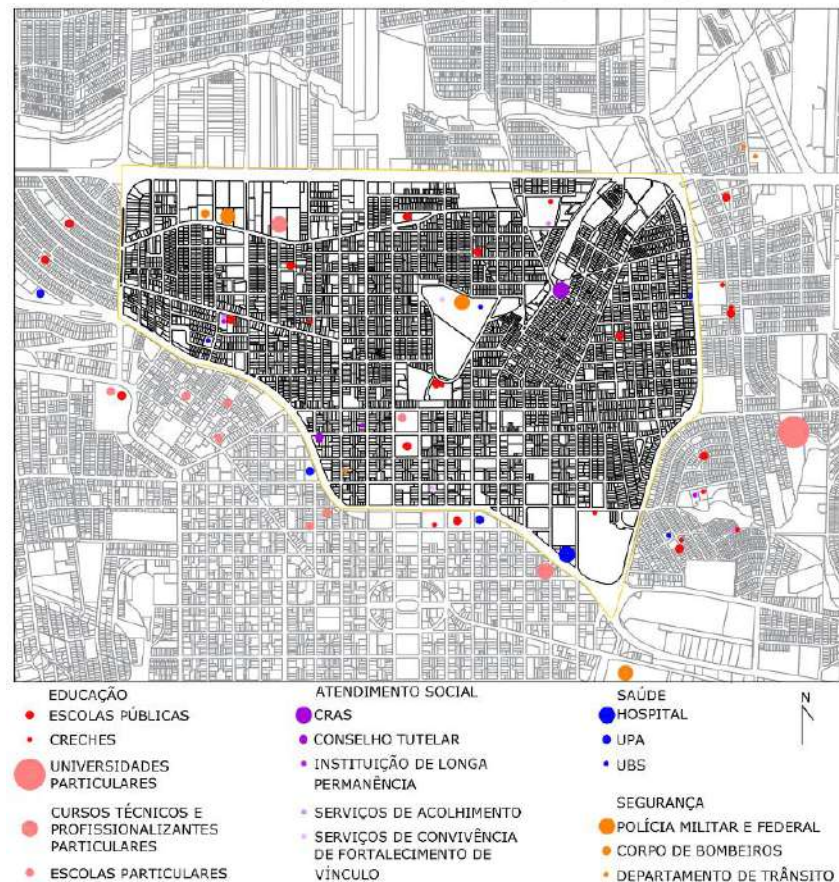 EDUCAÇÃO
ESCOLAS PÚBLICAS
CRECHES
UNIVERSIDADES
PARTICULARES
CURSOS TÉCNICOS E
PROFISSIONALIZANTES
PARTICULARES
ESCOLAS PARTICULARES
ATENDIMENTO SOCIAL
CRAS
CONSELHO TUTELAR
INSTITUIÇÃO DE LONGA
PERMANÊNCIA
SERVIÇOS DE ACOLHIMENTO
SERVIÇOS DE CONVIVÊNCIA
DE FORTALECIMENTO DE
VÍNCULO
SAÚDE
HOSPITAL
UPA
UBS
SEGURANÇA
POLÍCIA MILITAR E FEDERAL
CORPO DE BOMBEIROS
DEPARTAMENTO DE TRÂNSITO
N